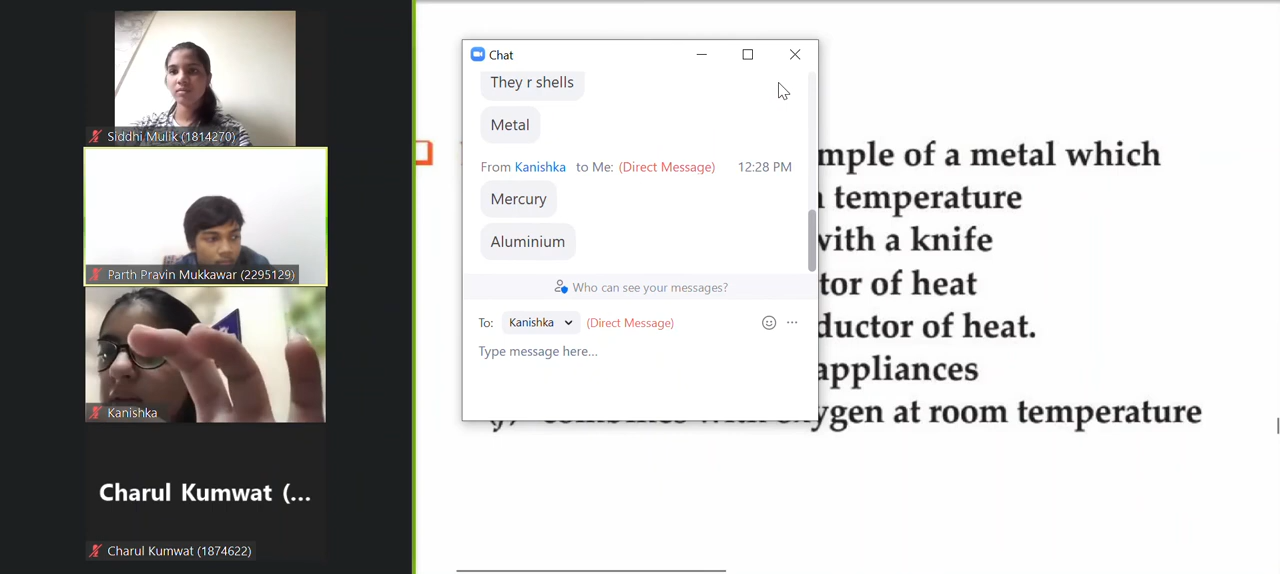 Siddhi Mulik (1814270)
Parth Pravin Mukkawar (2295129)
Kanishka
Charul Kumwat (...
Charul Kumwat (1874622)
Chat
They r shells
Metal
From Kanishka to Me: (Direct Message) 12:28 PM
Mercury
Aluminium
Who can see your messages?
To: Kanishka (Direct Message)
Type message here...
mple of a metal which
temperature
with a knife
tor of heat
ductor of heat.
appliances
combines with oxygen at room temperature